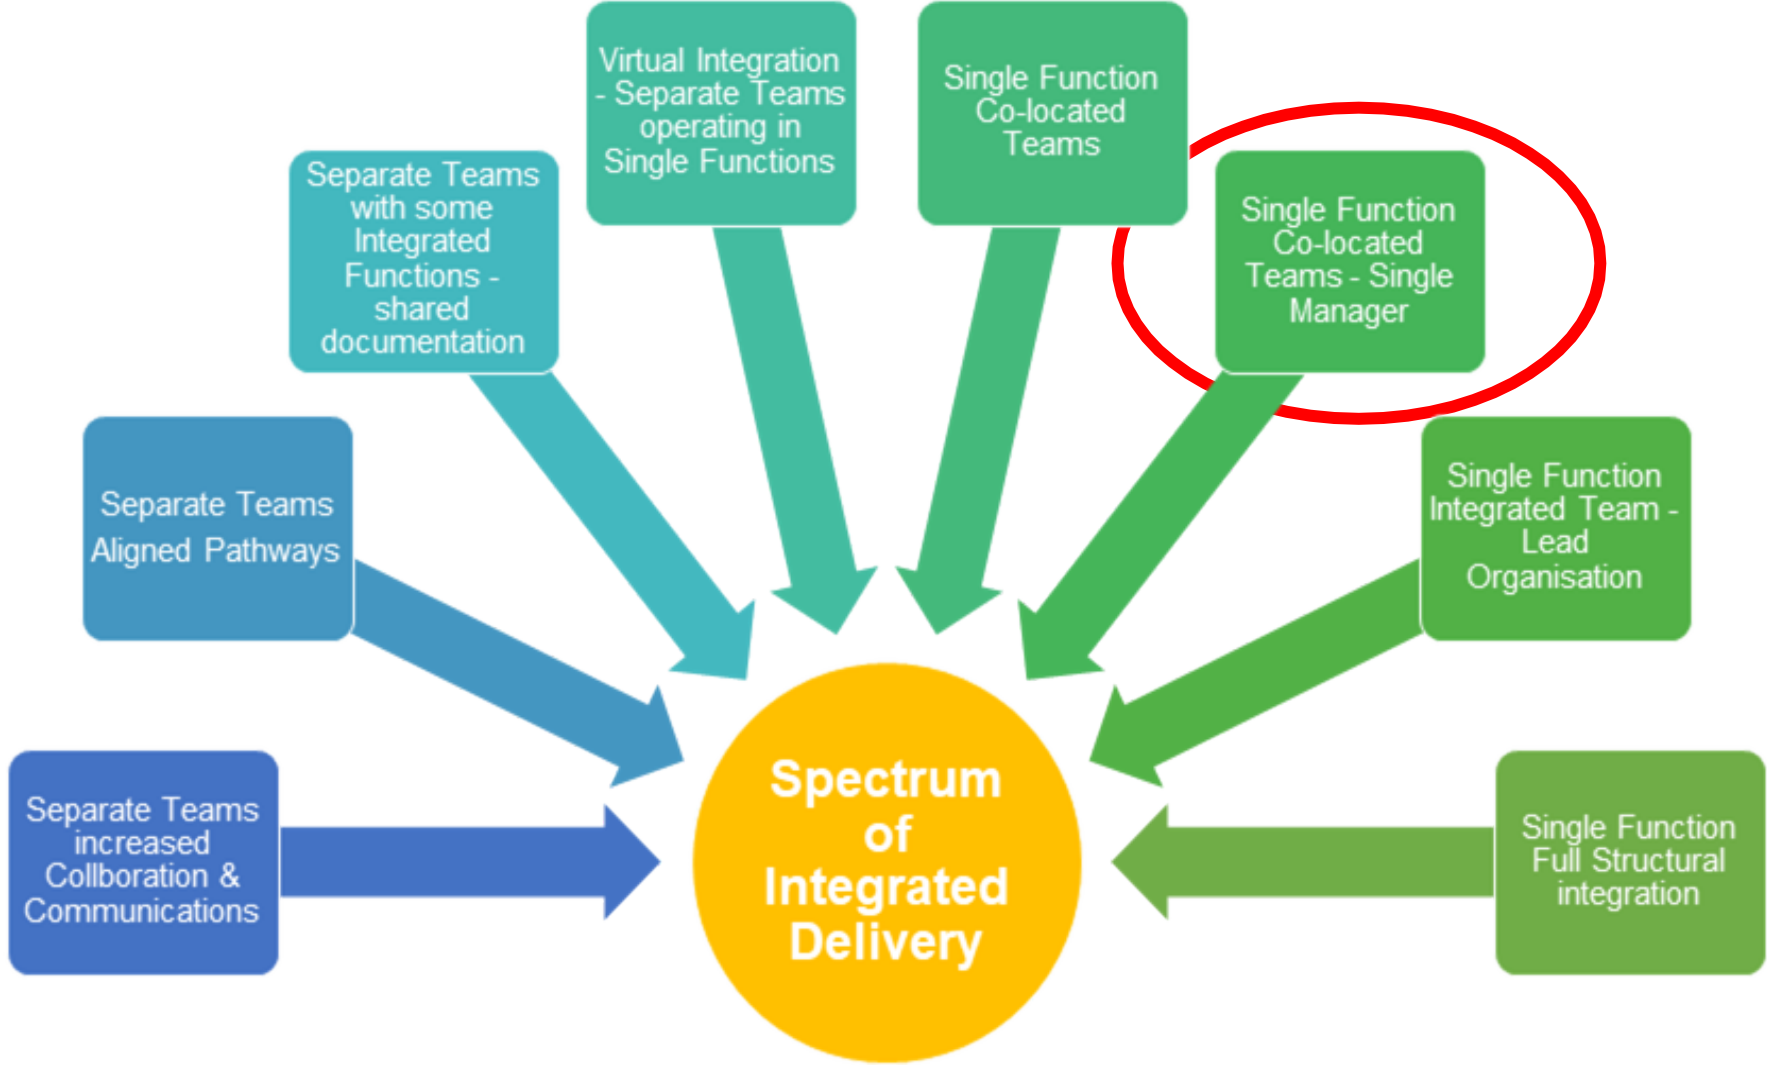 Virtual Integration
- Separate Teams
operating in
Single Functions
Single Function
Co-located
Teams
Separate Teams
with some
Integrated
Functions -
shared
documentation
Single Function
Co-located
Teams - Single
Manager
Separate Teams
Aligned Pathways
Single Function
Integrated Team -
Lead
Organisation
Separate Teams
increased
Collboration &
Communications
Spectrum
of
Integrated
Delivery
Single Function
Full Structural
integration